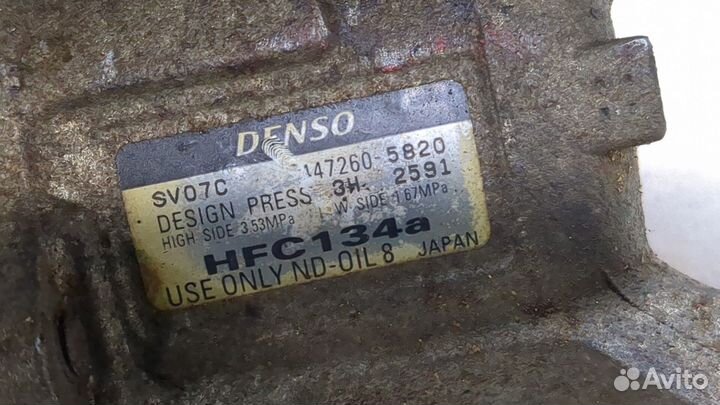 DENSO
SV07C 447260-5820
DESIGN PRESS 3H- 2591
HIGH SIDE 3.53MPa LOW SIDE 1.67MPa
HFC134a
USE ONLY ND-OIL 8 JAPAN
Avito